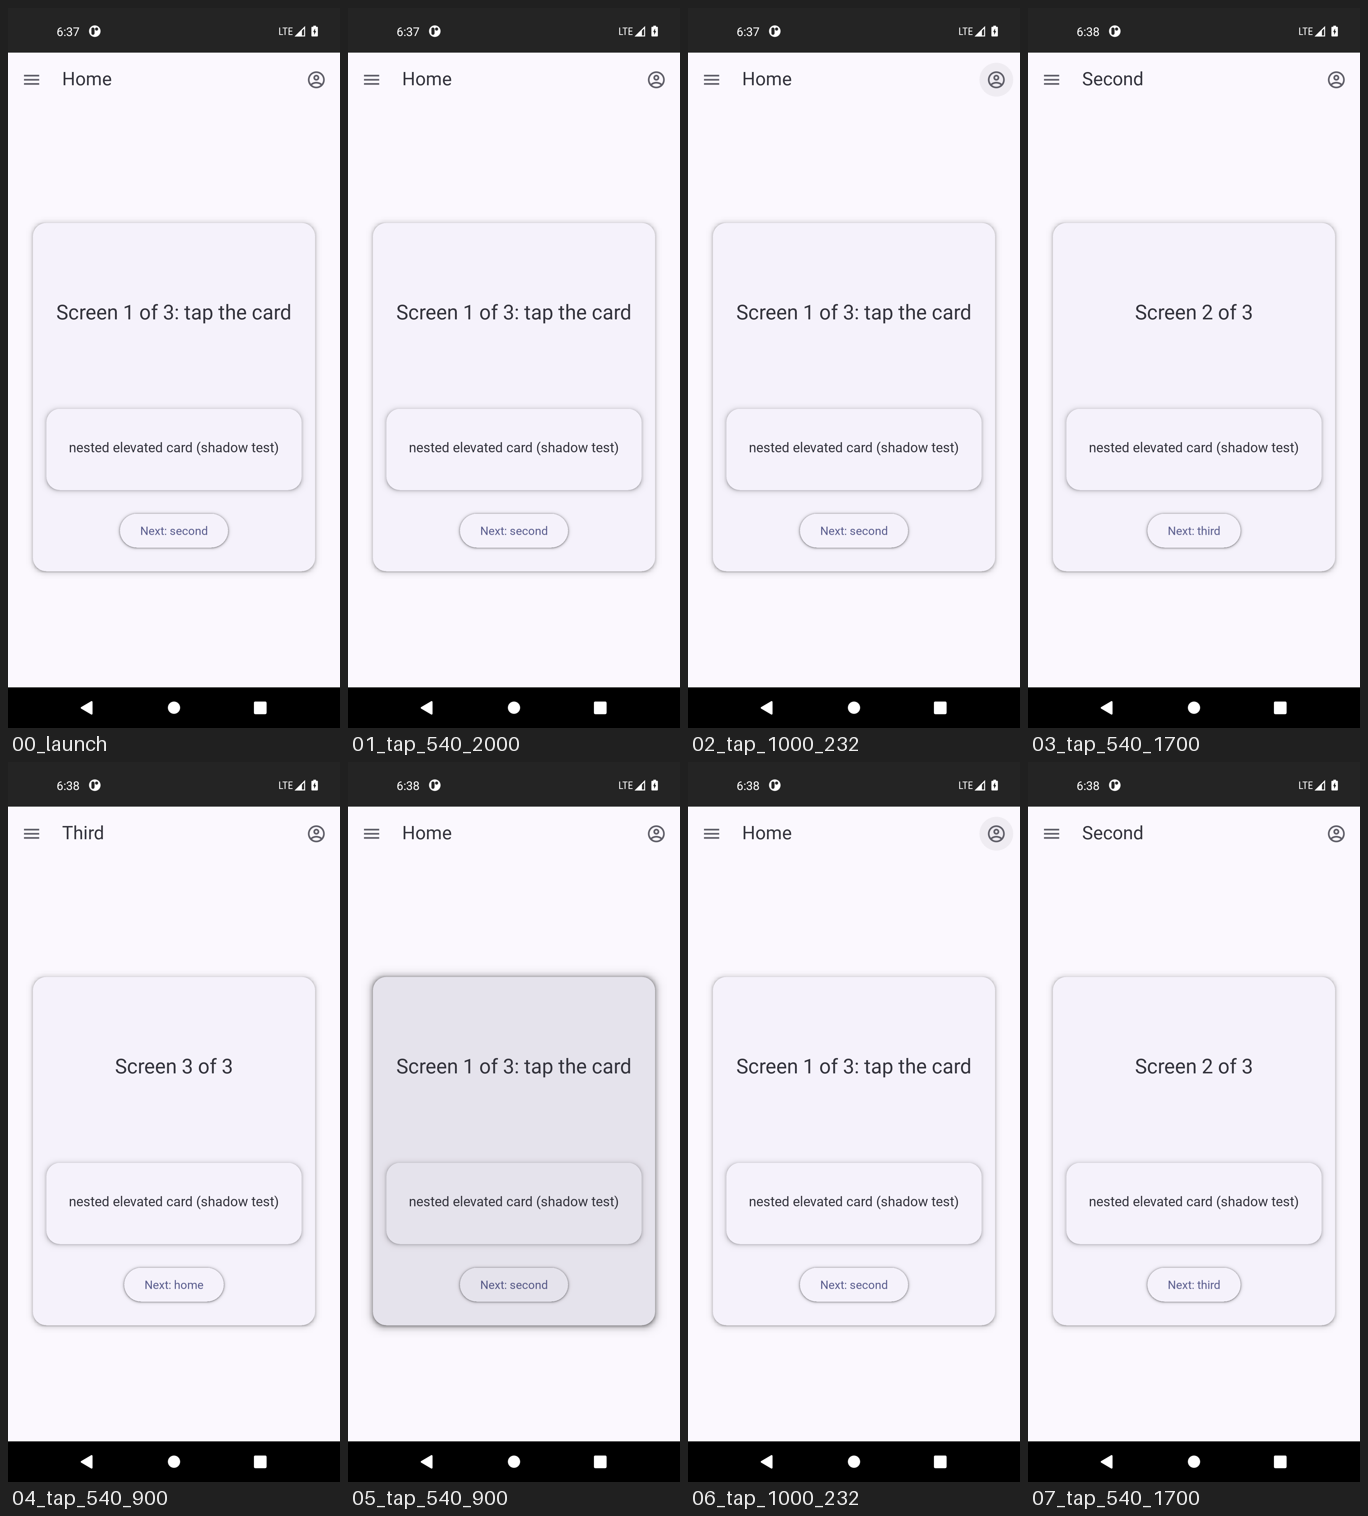 6:37 LTE
Home
Screen 1 of 3: tap the card
nested elevated card (shadow test)
Next: second
00_launch
6:37 LTE
Home
Screen 1 of 3: tap the card
nested elevated card (shadow test)
Next: second
01_tap_540_2000
6:37 LTE
Home
Screen 1 of 3: tap the card
nested elevated card (shadow test)
Next: second
02_tap_1000_232
6:38 LTE
Second
Screen 2 of 3
nested elevated card (shadow test)
Next: third
03_tap_540_1700
6:38 LTE
Third
Screen 3 of 3
nested elevated card (shadow test)
Next: home
04_tap_540_900
6:38 LTE
Home
Screen 1 of 3: tap the card
nested elevated card (shadow test)
Next: second
05_tap_540_900
6:38 LTE
Home
Screen 1 of 3: tap the card
nested elevated card (shadow test)
Next: second
06_tap_1000_232
6:38 LTE
Second
Screen 2 of 3
nested elevated card (shadow test)
Next: third
07_tap_540_1700